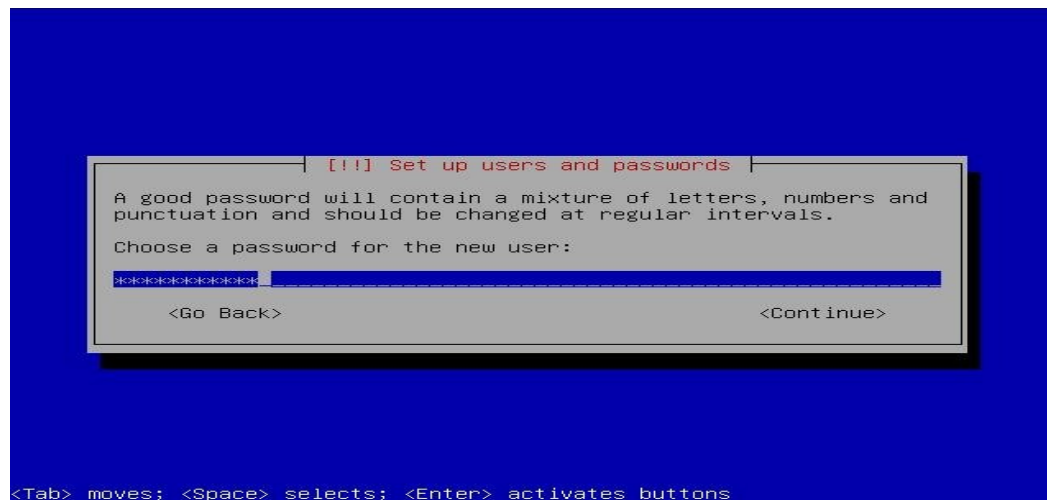 [!!] Set up users and passwords
A good password will contain a mixture of letters, numbers and
punctuation and should be changed at regular intervals.
Choose a password for the new user:
***********
<Go Back> <Continue>
<Tab> moves; <Space> selects; <Enter> activates buttons